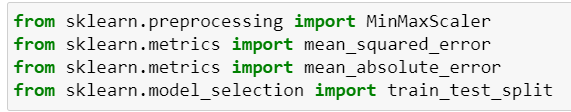 from sklearn.preprocessing import MinMaxScaler
from sklearn.metrics import mean_squared_error
from sklearn.metrics import mean_absolute_error
from sklearn.model_selection import train_test_split